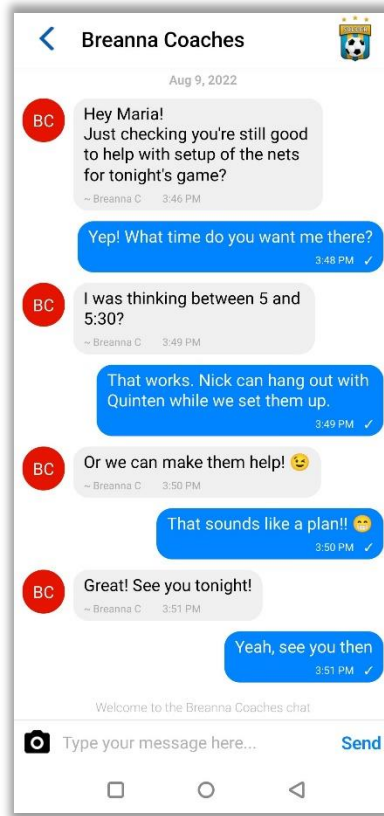 Breanna Coaches
SOCCER
Aug 9, 2022
BC
Hey Maria!
Just checking you're still good
to help with setup of the nets
for tonight's game?
~ Breanna C 3:46 PM
Yep! What time do you want me there?
3:48 PM ✓
BC
I was thinking between 5 and
5:30?
~ Breanna C 3:49 PM
That works. Nick can hang out with
Quinten while we set them up.
3:49 PM ✓
BC
Or we can make them help! 😉
~ Breanna C 3:50 PM
That sounds like a plan!! 😁
3:50 PM ✓
BC
Great! See you tonight!
~ Breanna C 3:51 PM
Yeah, see you then
3:51 PM ✓
Welcome to the Breanna Coaches chat
Type your message here... Send